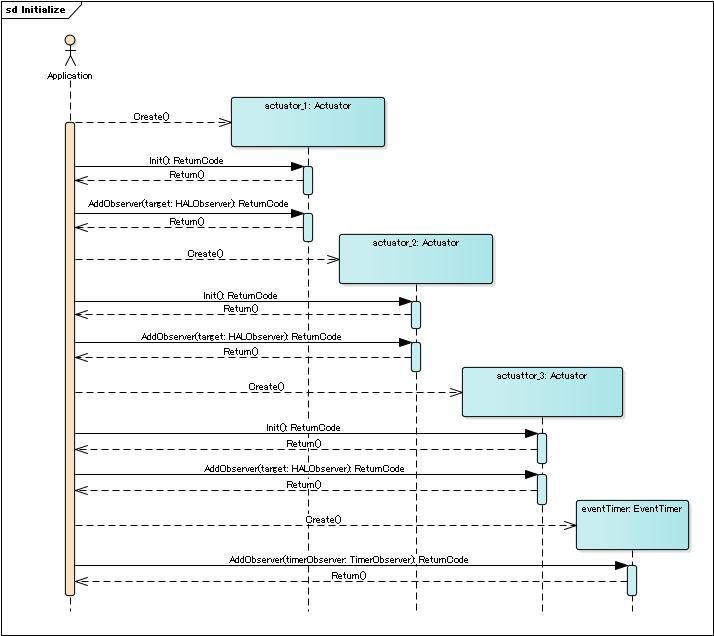 sd Initialize
Application
actuator_1: Actuator
Create()
Init(): ReturnCode
Return()
AddObserver(target: HALObserver): ReturnCode
Return()
actuator_2: Actuator
Create()
Init(): ReturnCode
Return()
AddObserver(target: HALObserver): ReturnCode
Return()
actuattor_3: Actuator
Create()
Init(): ReturnCode
Return()
AddObserver(target: HALObserver): ReturnCode
Return()
eventTimer: EventTimer
Create()
AddObserver(timerObserver: TimerObserver): ReturnCode
Return()